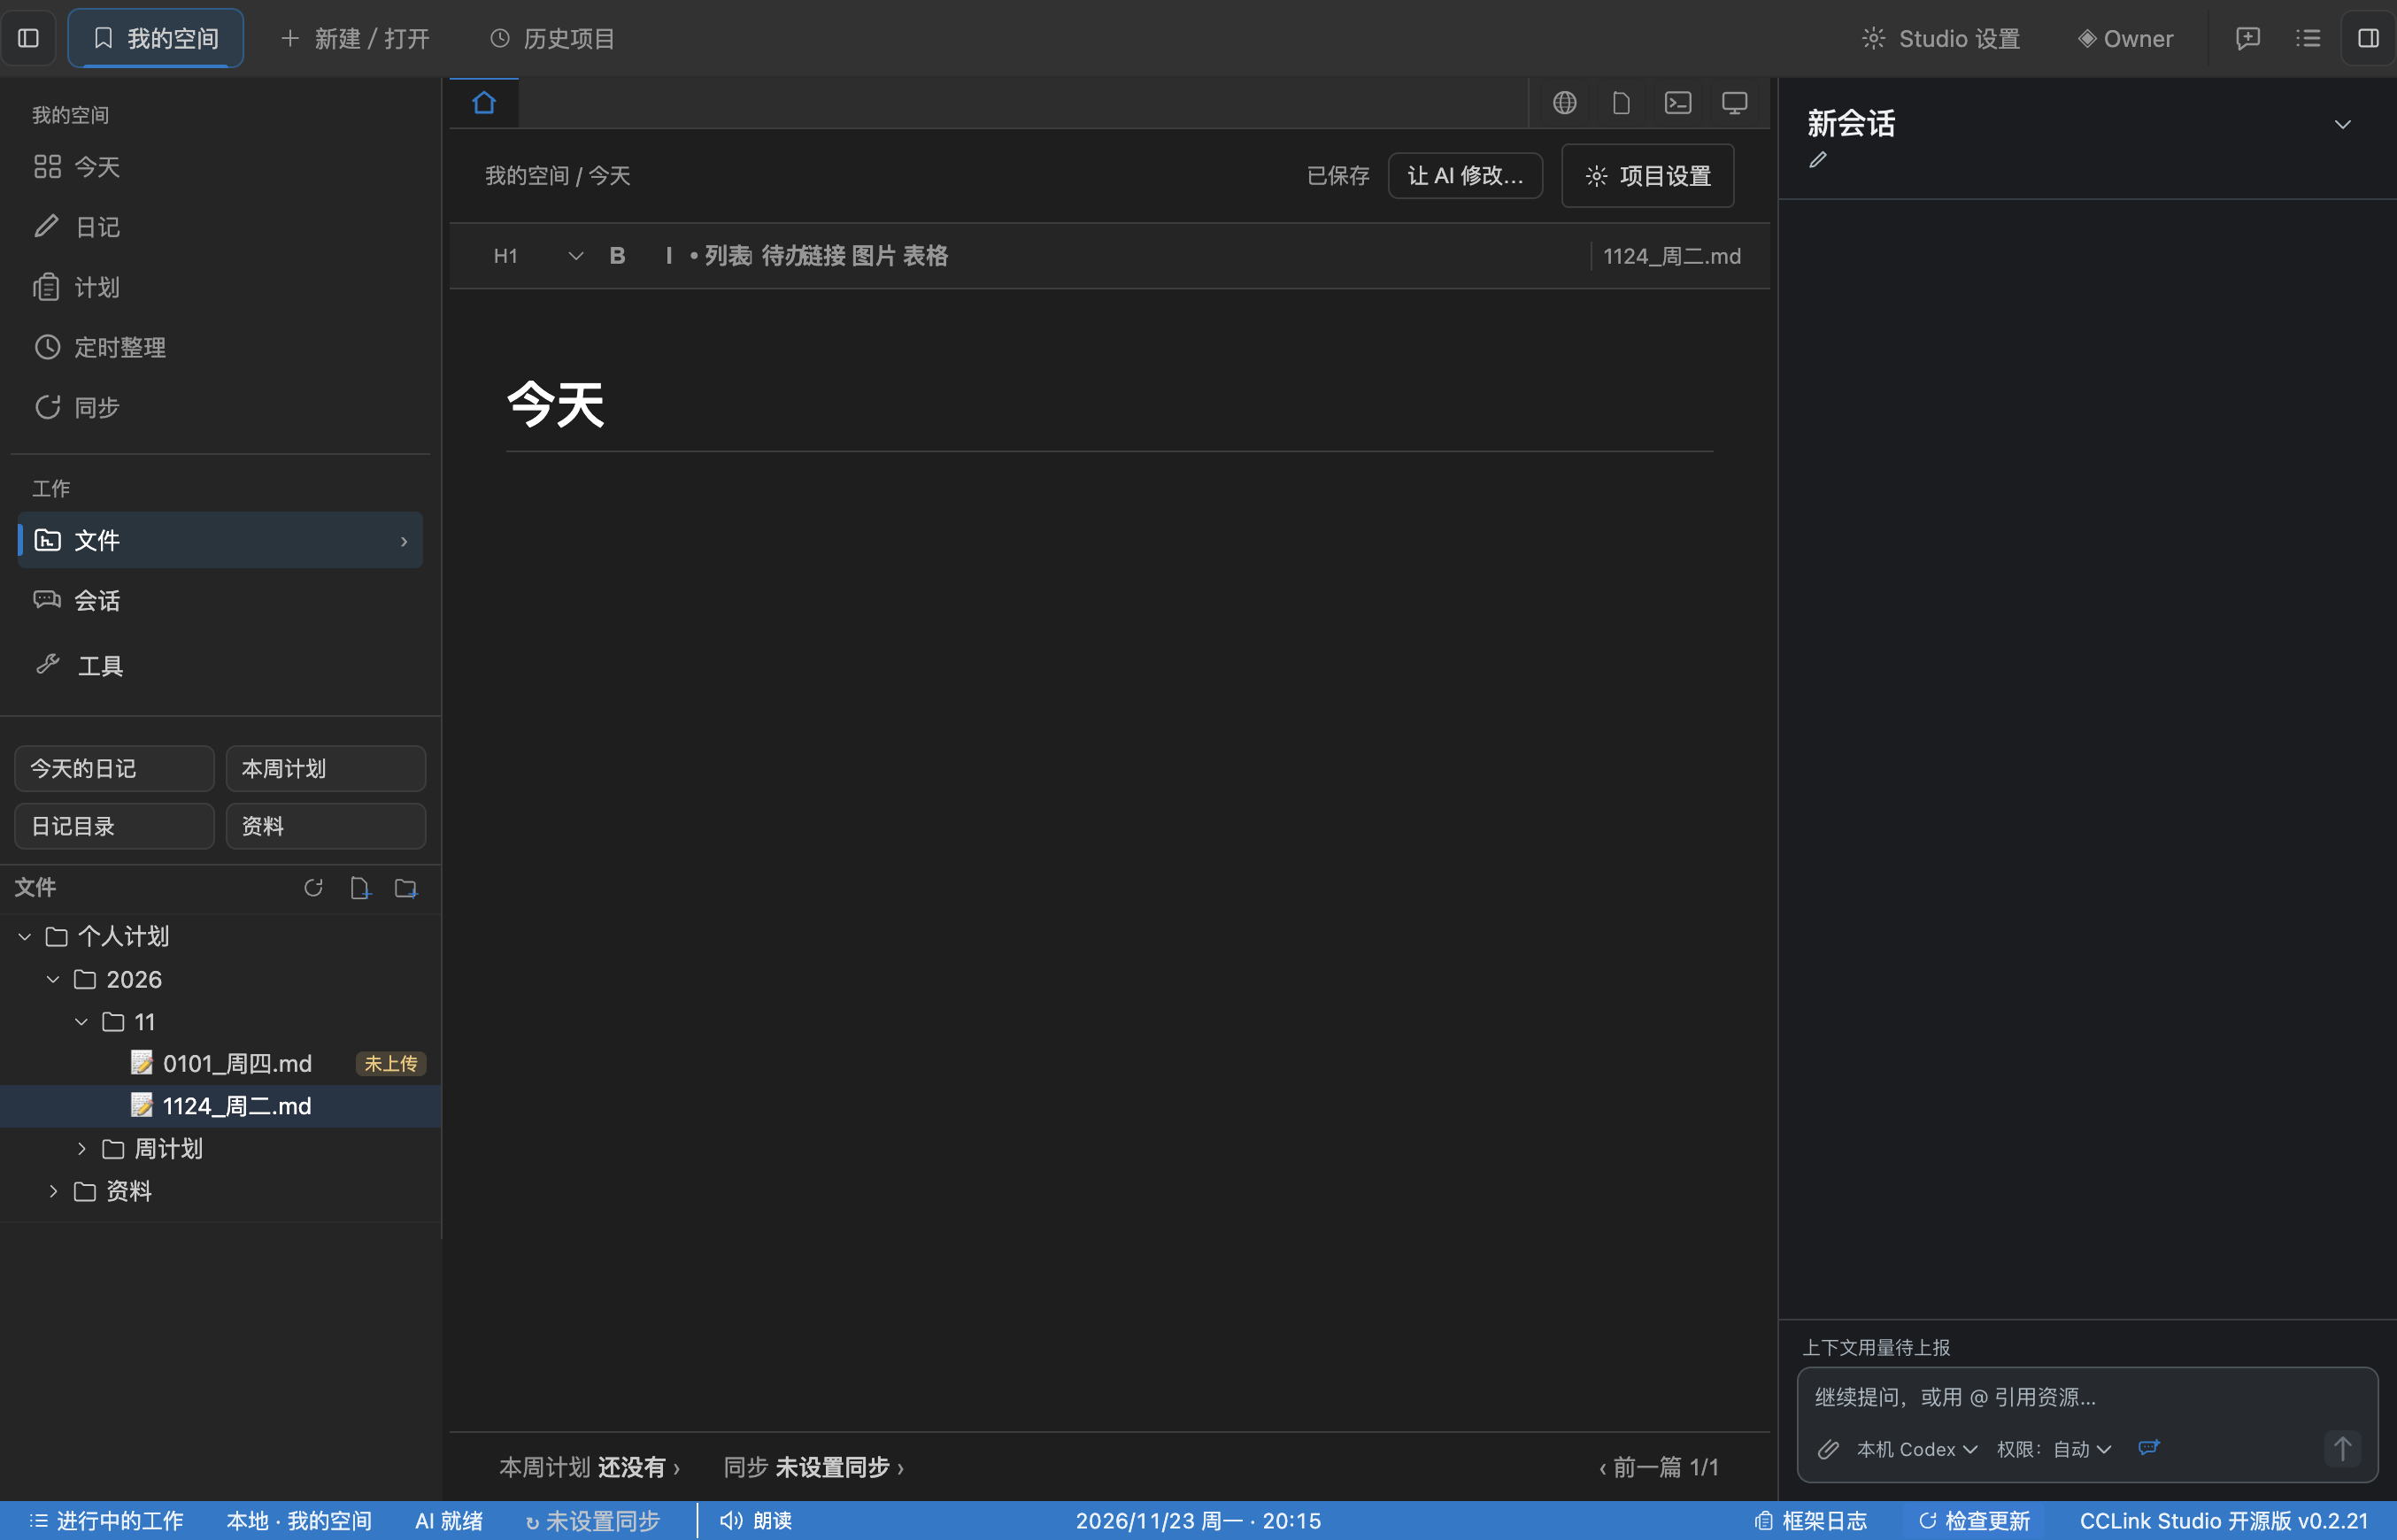 我的空间
新建 / 打开
历史项目
Studio 设置
Owner
我的空间
今天
日记
计划
定时整理
同步
工作
文件
会话
工具
今天的日记
本周计划
日记目录
资料
文件
个人计划
2026
11
0101_周四.md
未上传
1124_周二.md
周计划
资料
我的空间 / 今天
已保存
让 AI 修改...
项目设置
H1
B
I
• 列表
待办
链接
图片
表格
1124_周二.md
今天
本周计划 还没有 ›
同步 未设置同步 ›
‹ 前一篇 1/1
新会话
上下文用量待上报
继续提问，或用 @ 引用资源...
本机 Codex
权限：自动
进行中的工作
本地 · 我的空间
AI 就绪
↻ 未设置同步
朗读
2026/11/23 周一 · 20:15
框架日志
检查更新
CCLink Studio 开源版 v0.2.21